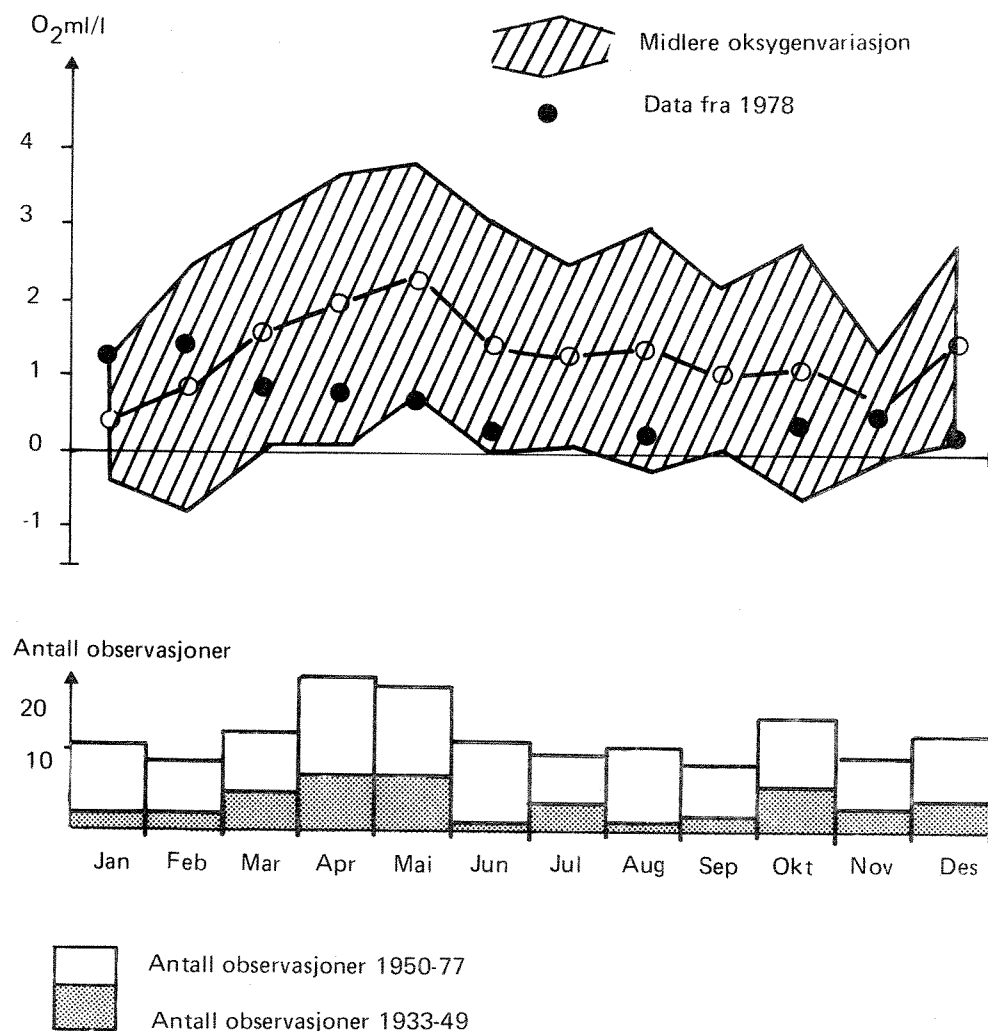 O2ml/l
Midlere oksygenvariasjon
Data fra 1978
4
3
2
1
0
-1
Antall observasjoner
20
10
Jan Feb Mar Apr Mai Jun Jul Aug Sep Okt Nov Des
Antall observasjoner 1950-77
Antall observasjoner 1933-49